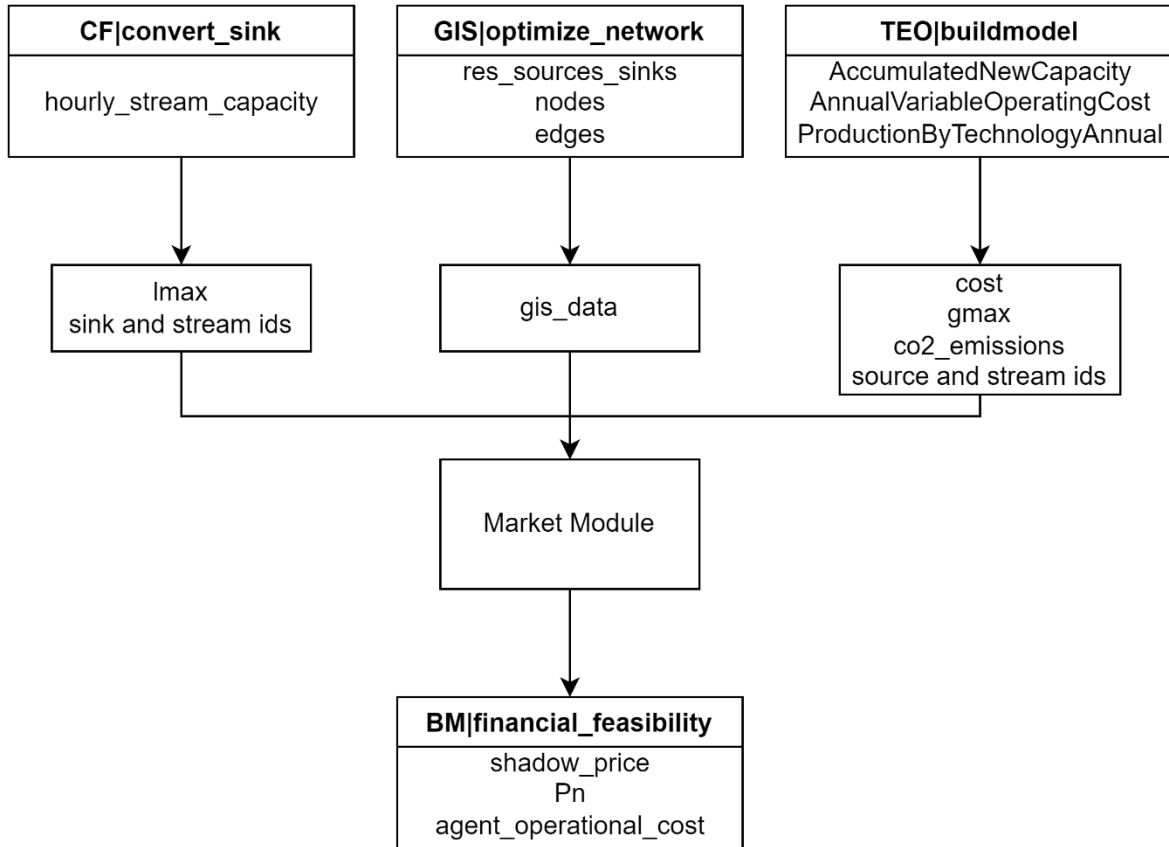 CF|convert_sink
hourly_stream_capacity
GIS|optimize_network
res_sources_sinks
nodes
edges
TEO|buildmodel
AccumulatedNewCapacity
AnnualVariableOperatingCost
ProductionByTechnologyAnnual
lmax
sink and stream ids
gis_data
cost
gmax
co2_emissions
source and stream ids
Market Module
BM|financial_feasibility
shadow_price
Pn
agent_operational_cost